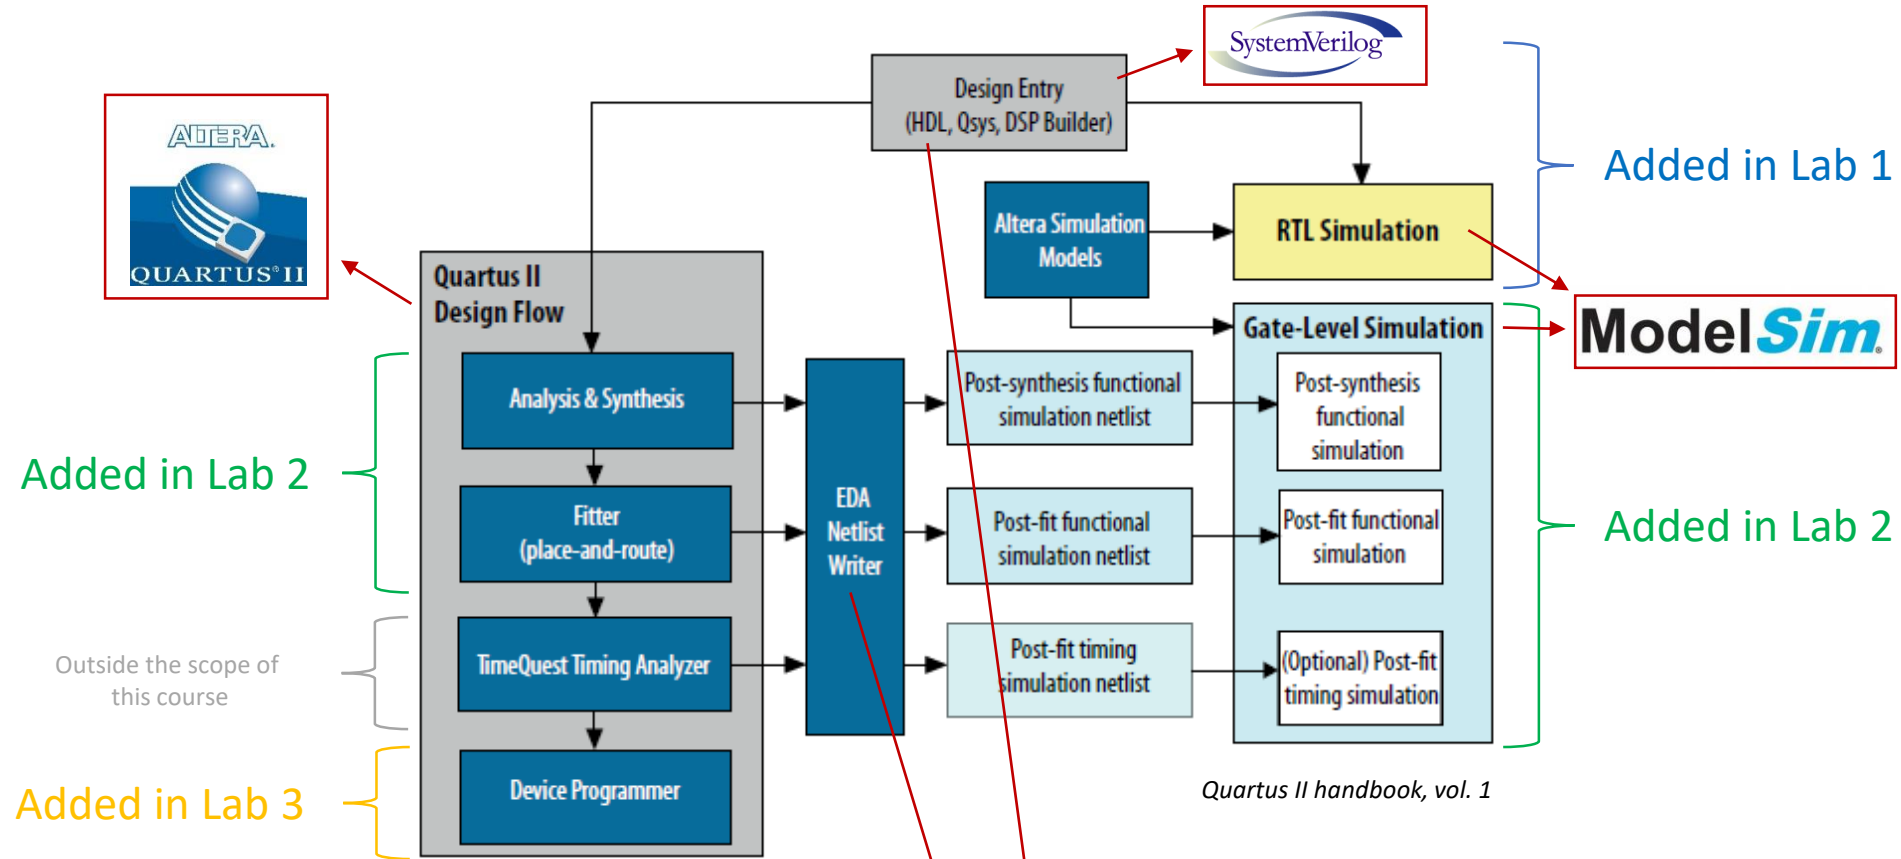 SystemVerilog
Design Entry
(HDL, Qsys, DSP Builder)
Added in Lab 1
ALTERA.
QUARTUS® II
Altera Simulation
Models
RTL Simulation
Quartus II
Design Flow
Gate-Level Simulation
ModelSim®
Analysis & Synthesis
Post-synthesis functional
simulation netlist
Post-synthesis
functional
simulation
Added in Lab 2
Fitter
(place-and-route)
EDA
Netlist
Writer
Post-fit functional
simulation netlist
Post-fit functional
simulation
Added in Lab 2
Outside the scope of
this course
TimeQuest Timing Analyzer
Post-fit timing
simulation netlist
(Optional) Post-fit
timing simulation
Added in Lab 3
Device Programmer
Quartus II handbook, vol. 1